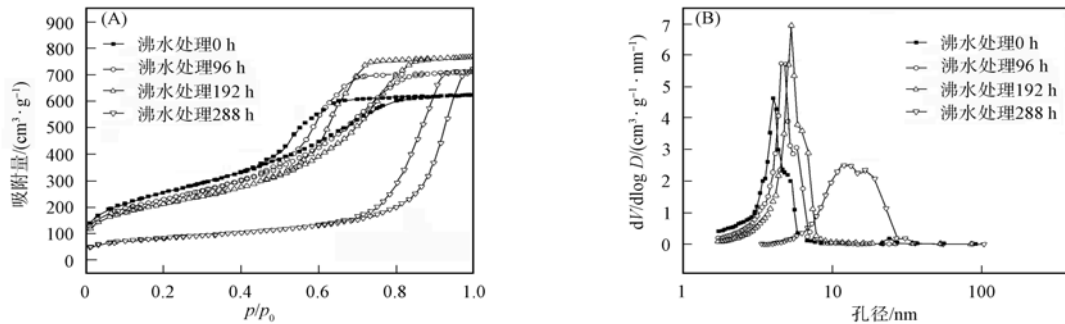 (A)
900
800
700
600
500
400
300
200
100
0
吸附量/(cm³·g⁻¹)
沸水处理0 h
沸水处理96 h
沸水处理192 h
沸水处理288 h
0
0.2
0.4
0.6
0.8
1.0
p/p₀
(B)
7
6
5
4
3
2
1
0
dV/dlog D/(cm³·g⁻¹·nm⁻¹)
沸水处理0 h
沸水处理96 h
沸水处理192 h
沸水处理288 h
1
10
100
孔径/nm